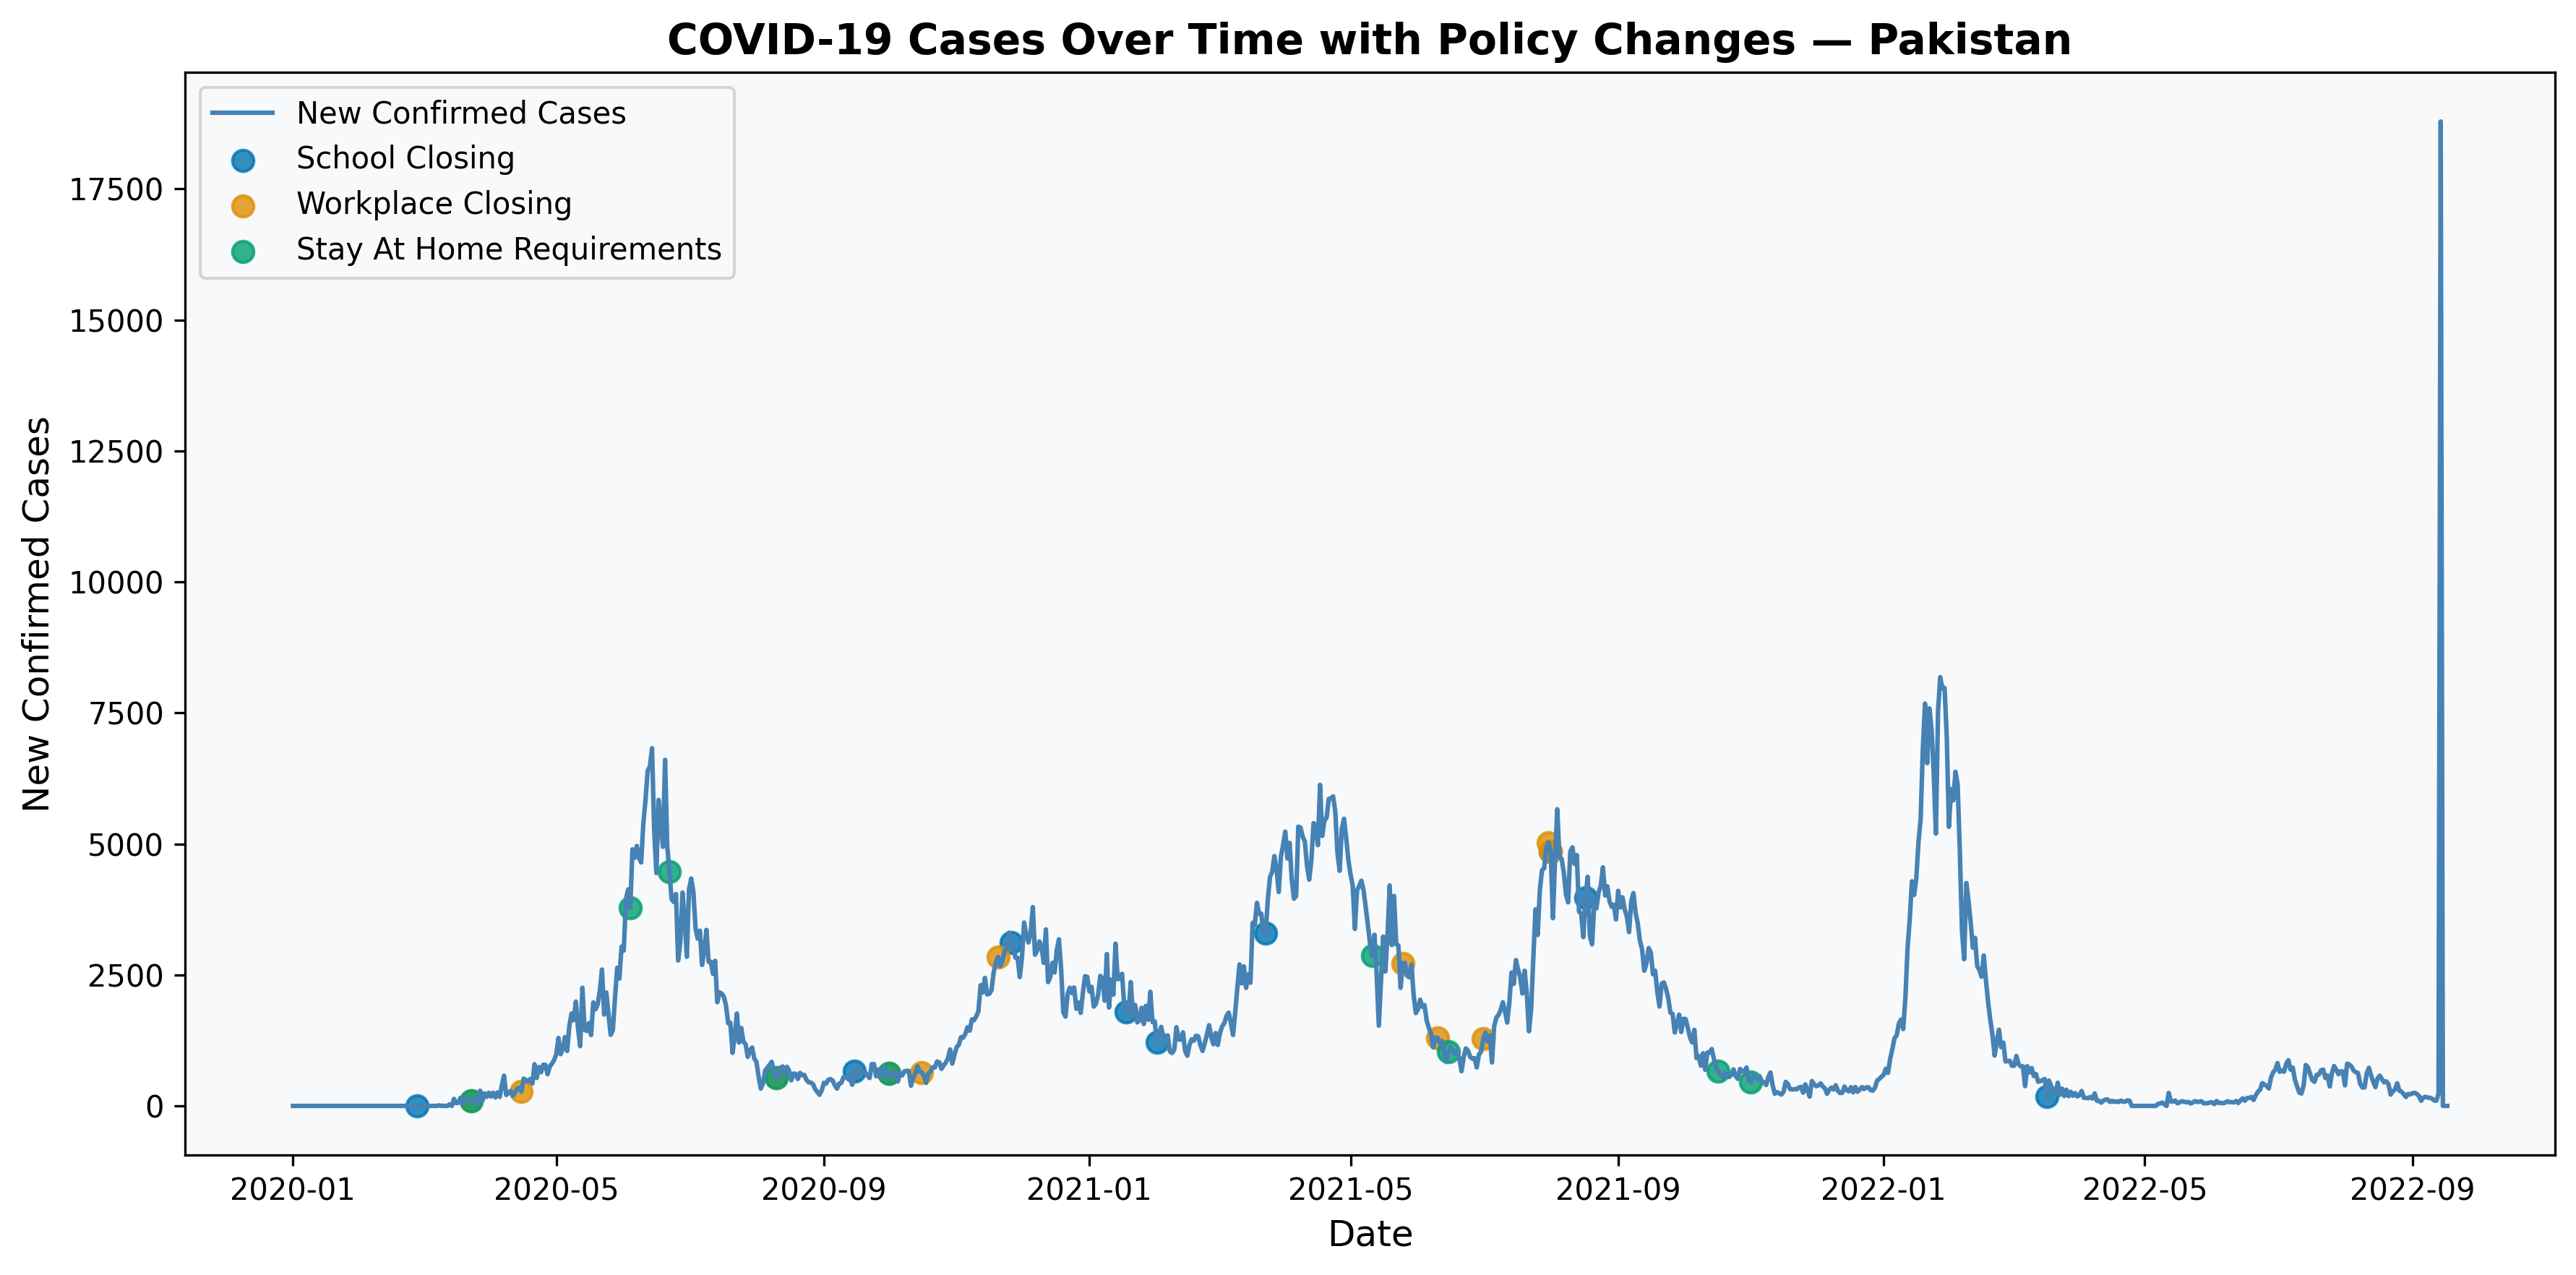 COVID-19 Cases Over Time with Policy Changes — Pakistan
New Confirmed Cases
School Closing
Workplace Closing
Stay At Home Requirements
New Confirmed Cases
17500
15000
12500
10000
7500
5000
2500
0
2020-01 2020-05 2020-09 2021-01 2021-05 2021-09 2022-01 2022-05 2022-09
Date